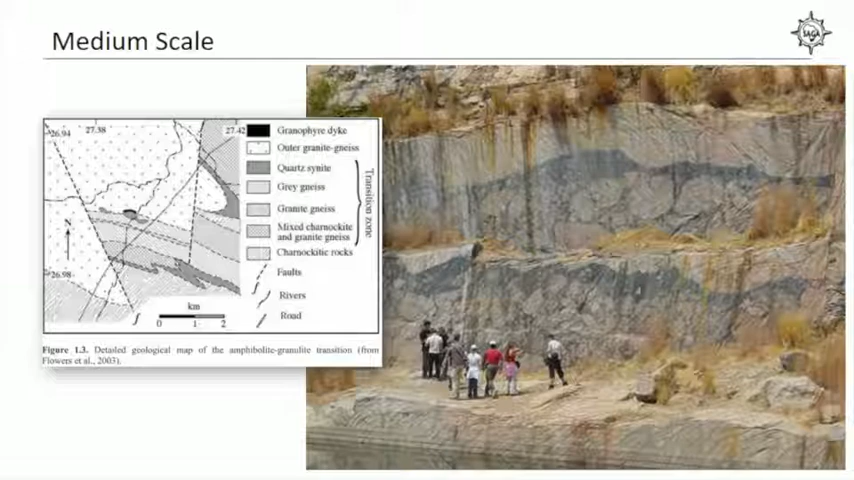 Medium Scale
SAGA
26.94
27.38
27.42
N
26.98
Granophyre dyke
Outer granite-gneiss
Quartz synite
Grey gneiss
Granite gneiss
Mixed charnockite
and granite gneiss
Charnockitic rocks
Transition zone
Faults
Rivers
Road
km
0 1 2
Figure 1.3. Detailed geological map of the amphibolite-granulite transition (from
Flowers et al., 2003).